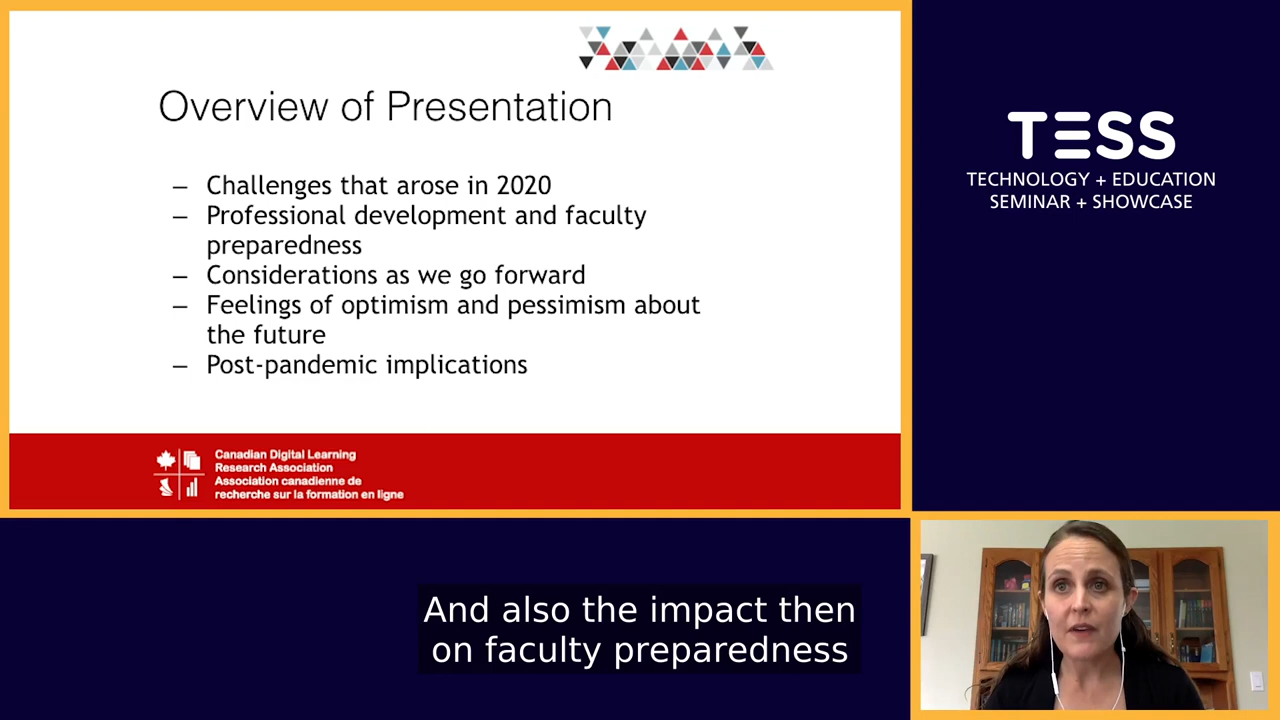 Overview of Presentation
– Challenges that arose in 2020
– Professional development and faculty
preparedness
– Considerations as we go forward
– Feelings of optimism and pessimism about
the future
– Post-pandemic implications
Canadian Digital Learning
Research Association
Association canadienne de
recherche sur la formation en ligne
TESS
TECHNOLOGY + EDUCATION
SEMINAR + SHOWCASE
And also the impact then
on faculty preparedness